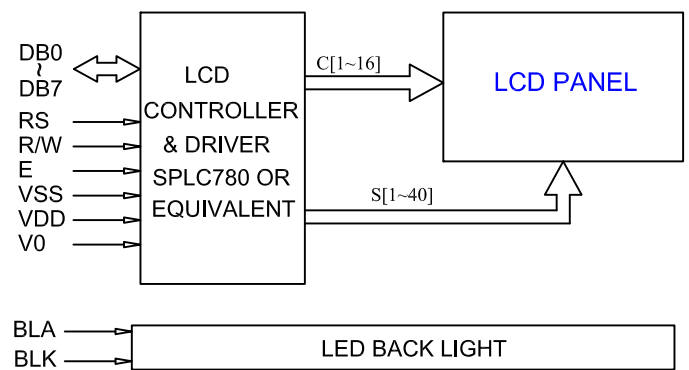 DB0
~
DB7
RS
R/W
E
VSS
VDD
V0
LCD
CONTROLLER
& DRIVER
SPLC780 OR
EQUIVALENT
C[1~16]
S[1~40]
LCD PANEL
BLA
BLK
LED BACK LIGHT